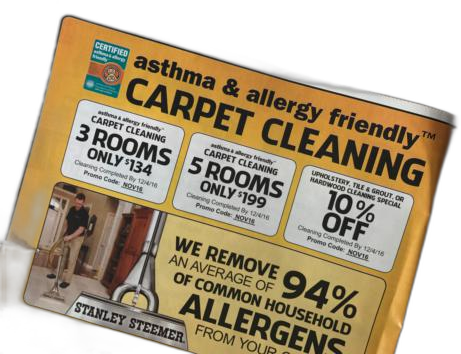 CERTIFIED
asthma & allergy
friendly
asthma & allergy friendly™
CARPET CLEANING
asthma & allergy friendly™
CARPET CLEANING
3 ROOMS
ONLY $134
Cleaning Completed By 12/4/16
Promo Code: NOV16
asthma & allergy friendly™
CARPET CLEANING
5 ROOMS
ONLY $199
Cleaning Completed By 12/4/16
Promo Code: NOV16
UPHOLSTERY, TILE & GROUT, OR
HARDWOOD CLEANING SPECIAL
10%
OFF
Cleaning Completed By 12/4/16
Promo Code: NOV16
WE REMOVE
AN AVERAGE OF 94%
OF COMMON HOUSEHOLD
ALLERGENS
FROM YOUR
STANLEY STEEMER